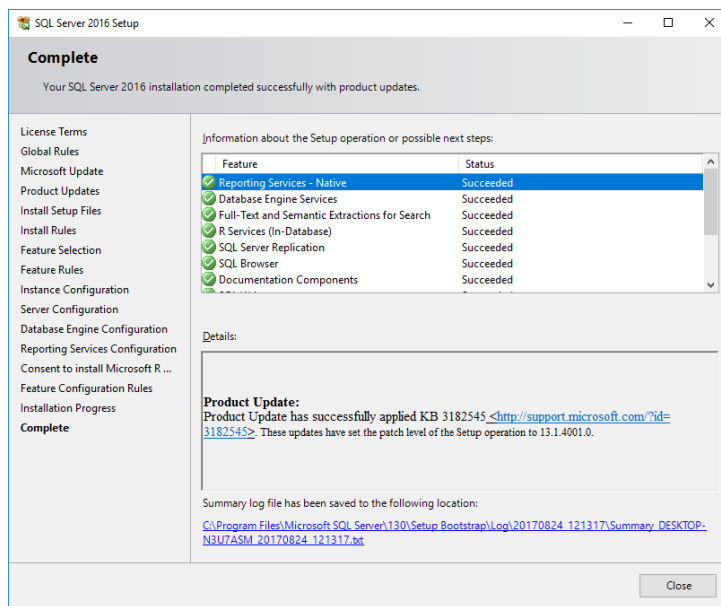 SQL Server 2016 Setup
Complete
Your SQL Server 2016 installation completed successfully with product updates.
License Terms
Global Rules
Microsoft Update
Product Updates
Install Setup Files
Install Rules
Feature Selection
Feature Rules
Instance Configuration
Server Configuration
Database Engine Configuration
Reporting Services Configuration
Consent to install Microsoft R ...
Feature Configuration Rules
Installation Progress
Complete
Information about the Setup operation or possible next steps:
Feature Status
Reporting Services - Native Succeeded
Database Engine Services Succeeded
Full-Text and Semantic Extractions for Search Succeeded
R Services (In-Database) Succeeded
SQL Server Replication Succeeded
SQL Browser Succeeded
Documentation Components Succeeded
Details:
Product Update:
Product Update has successfully applied KB 3182545 <http://support.microsoft.com/?id=
3182545>. These updates have set the patch level of the Setup operation to 13.1.4001.0.
Summary log file has been saved to the following location:
C:\Program Files\Microsoft SQL Server\130\Setup Bootstrap\Log\20170824_121317\Summary_DESKTOP-
N3U7ASM_20170824_121317.txt
Close